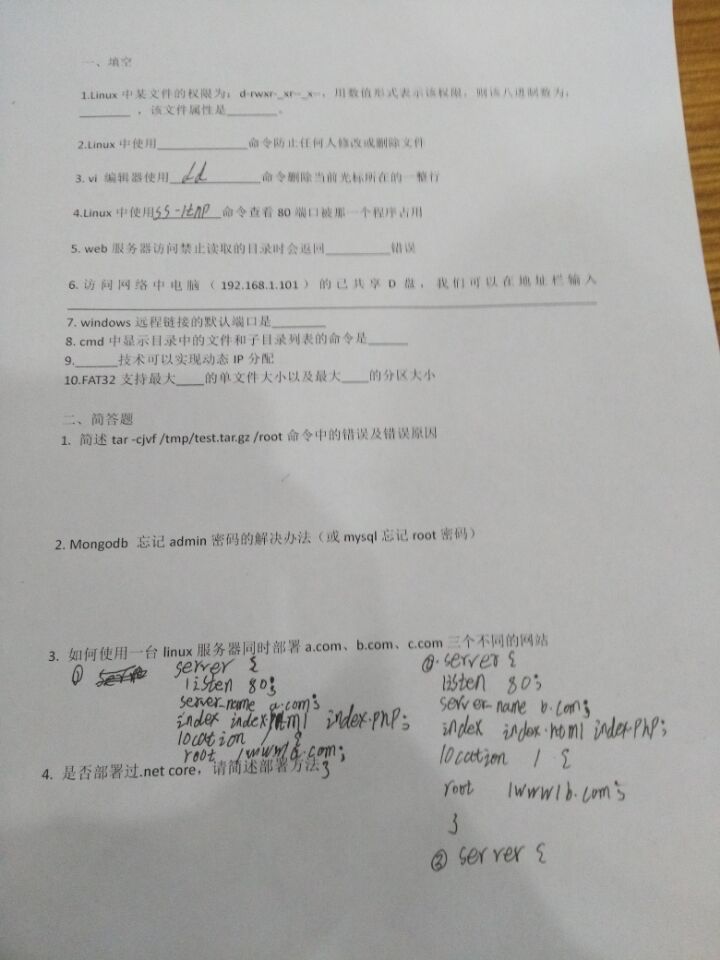 一、填空
1.Linux 中某文件的权限为：d-rwxr-_xr--_x--，用数值形式表示该权限，则该八进制数为：
________ ，该文件属性是________。
2.Linux 中使用______________命令防止任何人修改或删除文件
3. vi 编辑器使用__dd________命令删除当前光标所在的一整行
4.Linux 中使用ss -ltnp__命令查看 80 端口被那一个程序占用
5. web 服务器访问禁止读取的目录时会返回__________错误
6. 访问网络中电脑（192.168.1.101）的已共享 D 盘，我们可以在地址栏输入
7. windows 远程链接的默认端口是________
8. cmd 中显示目录中的文件和子目录列表的命令是______
9.______技术可以实现动态 IP 分配
10.FAT32 支持最大____的单文件大小以及最大____的分区大小
二、简答题
1. 简述 tar -cjvf /tmp/test.tar.gz /root 命令中的错误及错误原因
2. Mongodb 忘记 admin 密码的解决办法（或 mysql 忘记 root 密码）
3. 如何使用一台 linux 服务器同时部署 a.com、b.com、c.com 三个不同的网站
① server {
listen 80;
server_name a.com;
index index.html index.php;
location / {
root /www/a.com;
}
②. server {
listen 80;
server_name b.com;
index index.html index.php;
location / {
root /www/b.com;
}
③ server {
4. 是否部署过.net core，请简述部署方法